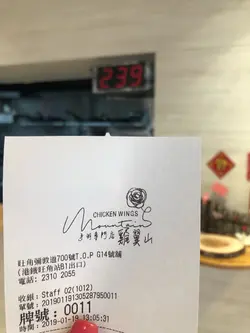 239
CHICKEN WINGS
Mountain
手羽專門店 雞翼山
旺角彌敦道700號T.O.P G14號舖
(港鐵旺角站B1出口)
電話: 2310 2055
收銀: Staff 02(1012)
單號: 2019011913052878500​11
牌號: 0011
時間: 2019-01-19 13:05:31